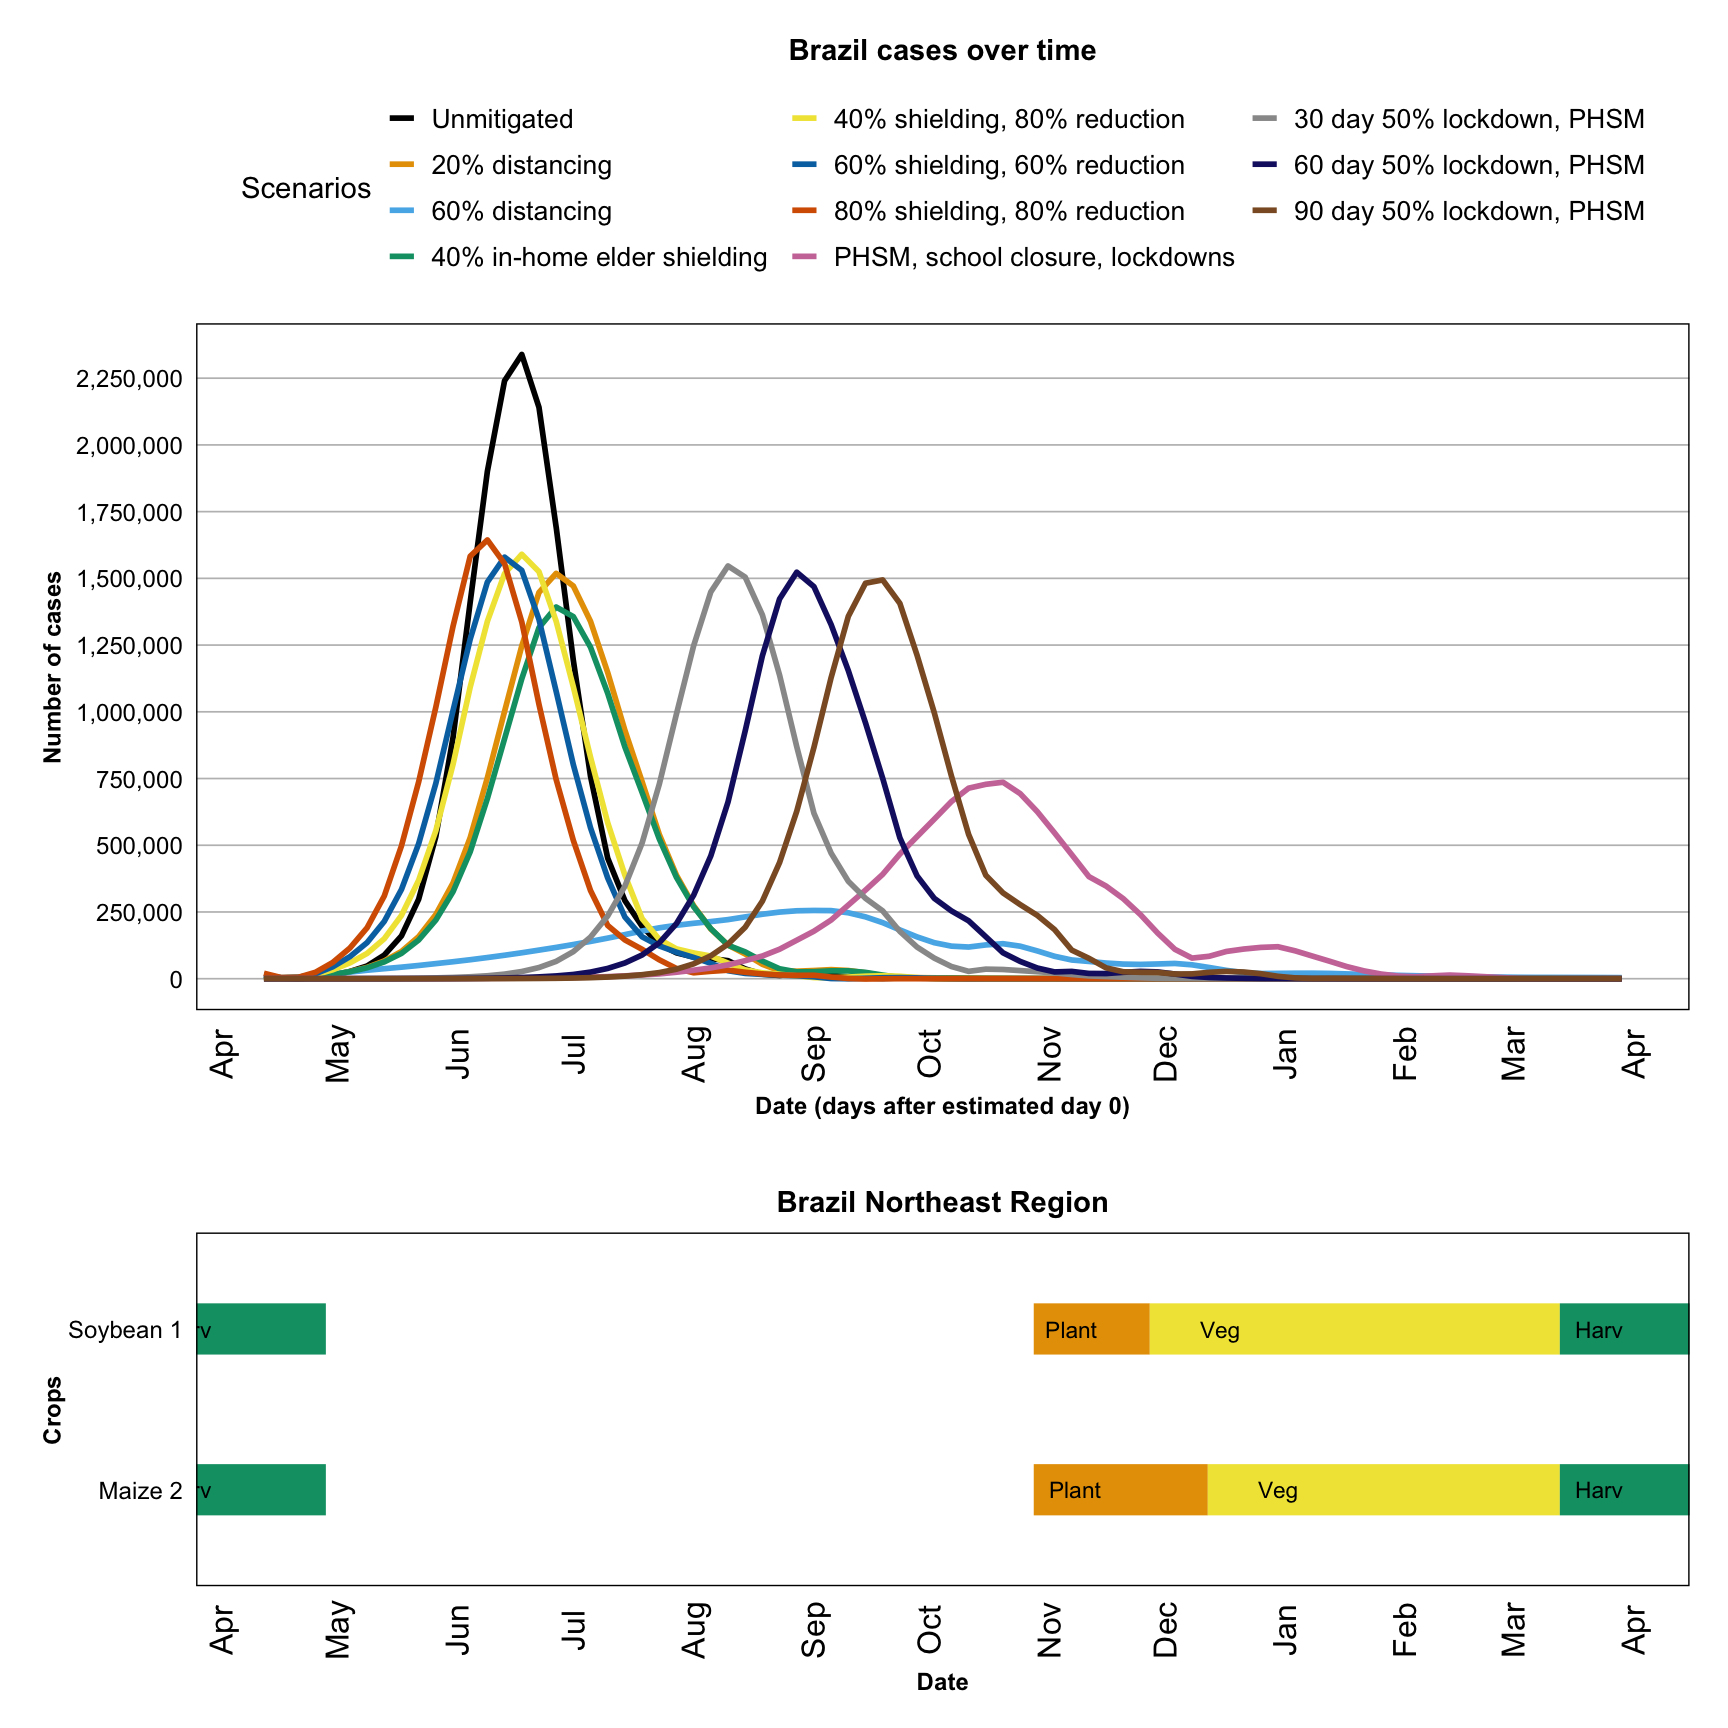 Brazil cases over time
Scenarios
Unmitigated
20% distancing
60% distancing
40% in-home elder shielding
40% shielding, 80% reduction
60% shielding, 60% reduction
80% shielding, 80% reduction
PHSM, school closure, lockdowns
30 day 50% lockdown, PHSM
60 day 50% lockdown, PHSM
90 day 50% lockdown, PHSM
Number of cases
2,250,000
2,000,000
1,750,000
1,500,000
1,250,000
1,000,000
750,000
500,000
250,000
0
Apr May Jun Jul Aug Sep Oct Nov Dec Jan Feb Mar Apr
Date (days after estimated day 0)
Brazil Northeast Region
Crops
Soybean 1 rv Plant Veg Harv
Maize 2 rv Plant Veg Harv
Apr May Jun Jul Aug Sep Oct Nov Dec Jan Feb Mar Apr
Date